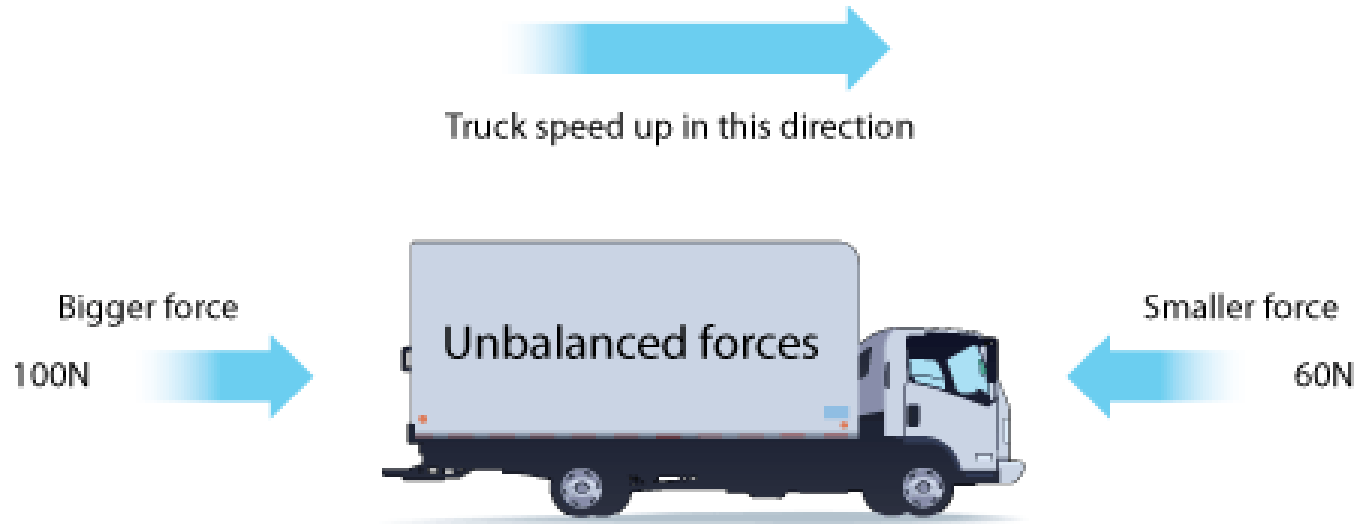 Truck speed up in this direction
Bigger force
Smaller force
Unbalanced forces
100N
60N